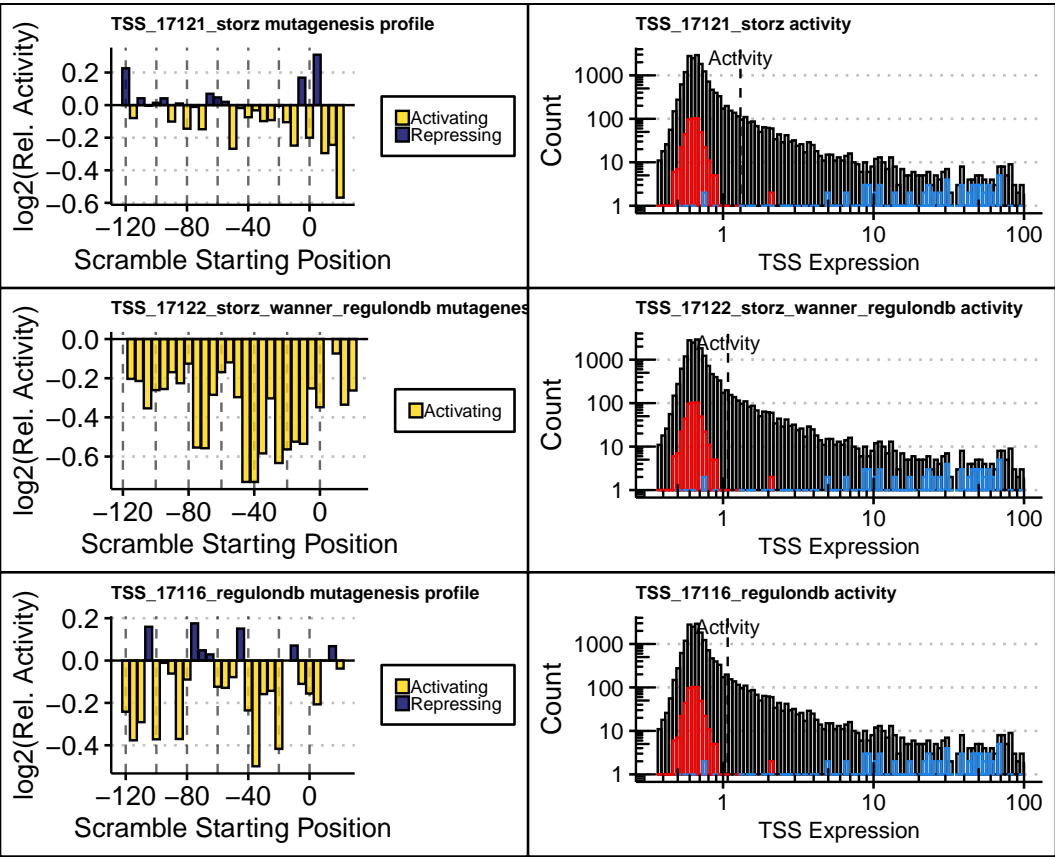 TSS_17121_storz mutagenesis profile
log2(Rel. Activity)
0.2
0.0
−0.2
−0.4
−0.6
−120 −80 −40 0
Scramble Starting Position
Activating
Repressing
TSS_17121_storz activity
Activity
Count
1000
100
10
1
1 10 100
TSS Expression
TSS_17122_storz_wanner_regulondb mutagenes
log2(Rel. Activity)
0.0
−0.2
−0.4
−0.6
−120 −80 −40 0
Scramble Starting Position
Activating
TSS_17122_storz_wanner_regulondb activity
Activity
Count
1000
100
10
1
1 10 100
TSS Expression
TSS_17116_regulondb mutagenesis profile
log2(Rel. Activity)
0.2
0.0
−0.2
−0.4
−120 −80 −40 0
Scramble Starting Position
Activating
Repressing
TSS_17116_regulondb activity
Activity
Count
1000
100
10
1
1 10 100
TSS Expression